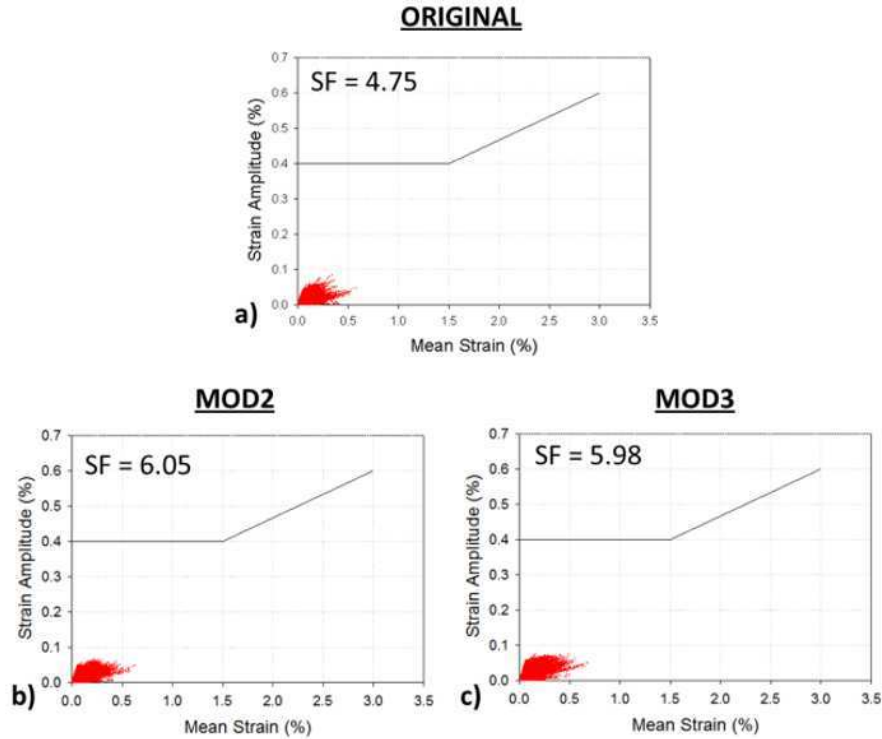 ORIGINAL
SF = 4.75
Strain Amplitude (%)
0.7
0.6
0.5
0.4
0.3
0.2
0.1
0.0
0.0 0.5 1.0 1.5 2.0 2.5 3.0 3.5
Mean Strain (%)
a)
MOD2
SF = 6.05
Strain Amplitude (%)
0.7
0.6
0.5
0.4
0.3
0.2
0.1
0.0
0.0 0.5 1.0 1.5 2.0 2.5 3.0 3.5
Mean Strain (%)
b)
MOD3
SF = 5.98
Strain Amplitude (%)
0.7
0.6
0.5
0.4
0.3
0.2
0.1
0.0
0.0 0.5 1.0 1.5 2.0 2.5 3.0 3.5
Mean Strain (%)
c)